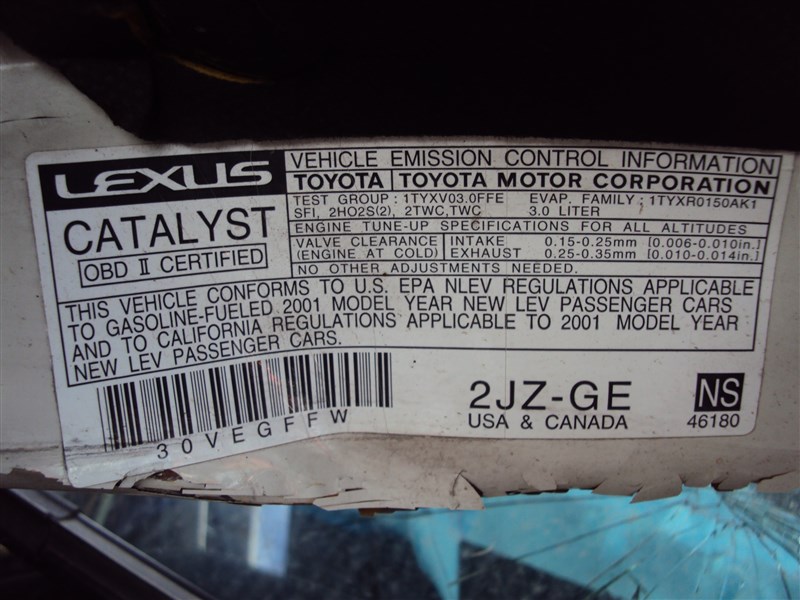 LEXUS
CATALYST
OBD II CERTIFIED
VEHICLE EMISSION CONTROL INFORMATION
TOYOTA TOYOTA MOTOR CORPORATION
TEST GROUP : 1TYXV03.0FFE EVAP. FAMILY : 1TYXR0150AK1
SFI, 2HO2S(2), 2TWC,TWC 3.0 LITER
ENGINE TUNE-UP SPECIFICATIONS FOR ALL ALTITUDES
VALVE CLEARANCE INTAKE 0.15-0.25mm [0.006-0.010in.]
(ENGINE AT COLD) EXHAUST 0.25-0.35mm [0.010-0.014in.]
NO OTHER ADJUSTMENTS NEEDED.
THIS VEHICLE CONFORMS TO U.S. EPA NLEV REGULATIONS APPLICABLE
TO GASOLINE-FUELED 2001 MODEL YEAR NEW LEV PASSENGER CARS
AND TO CALIFORNIA REGULATIONS APPLICABLE TO 2001 MODEL YEAR
NEW LEV PASSENGER CARS.
30VEGFFW
2JZ-GE
USA & CANADA
NS
46180